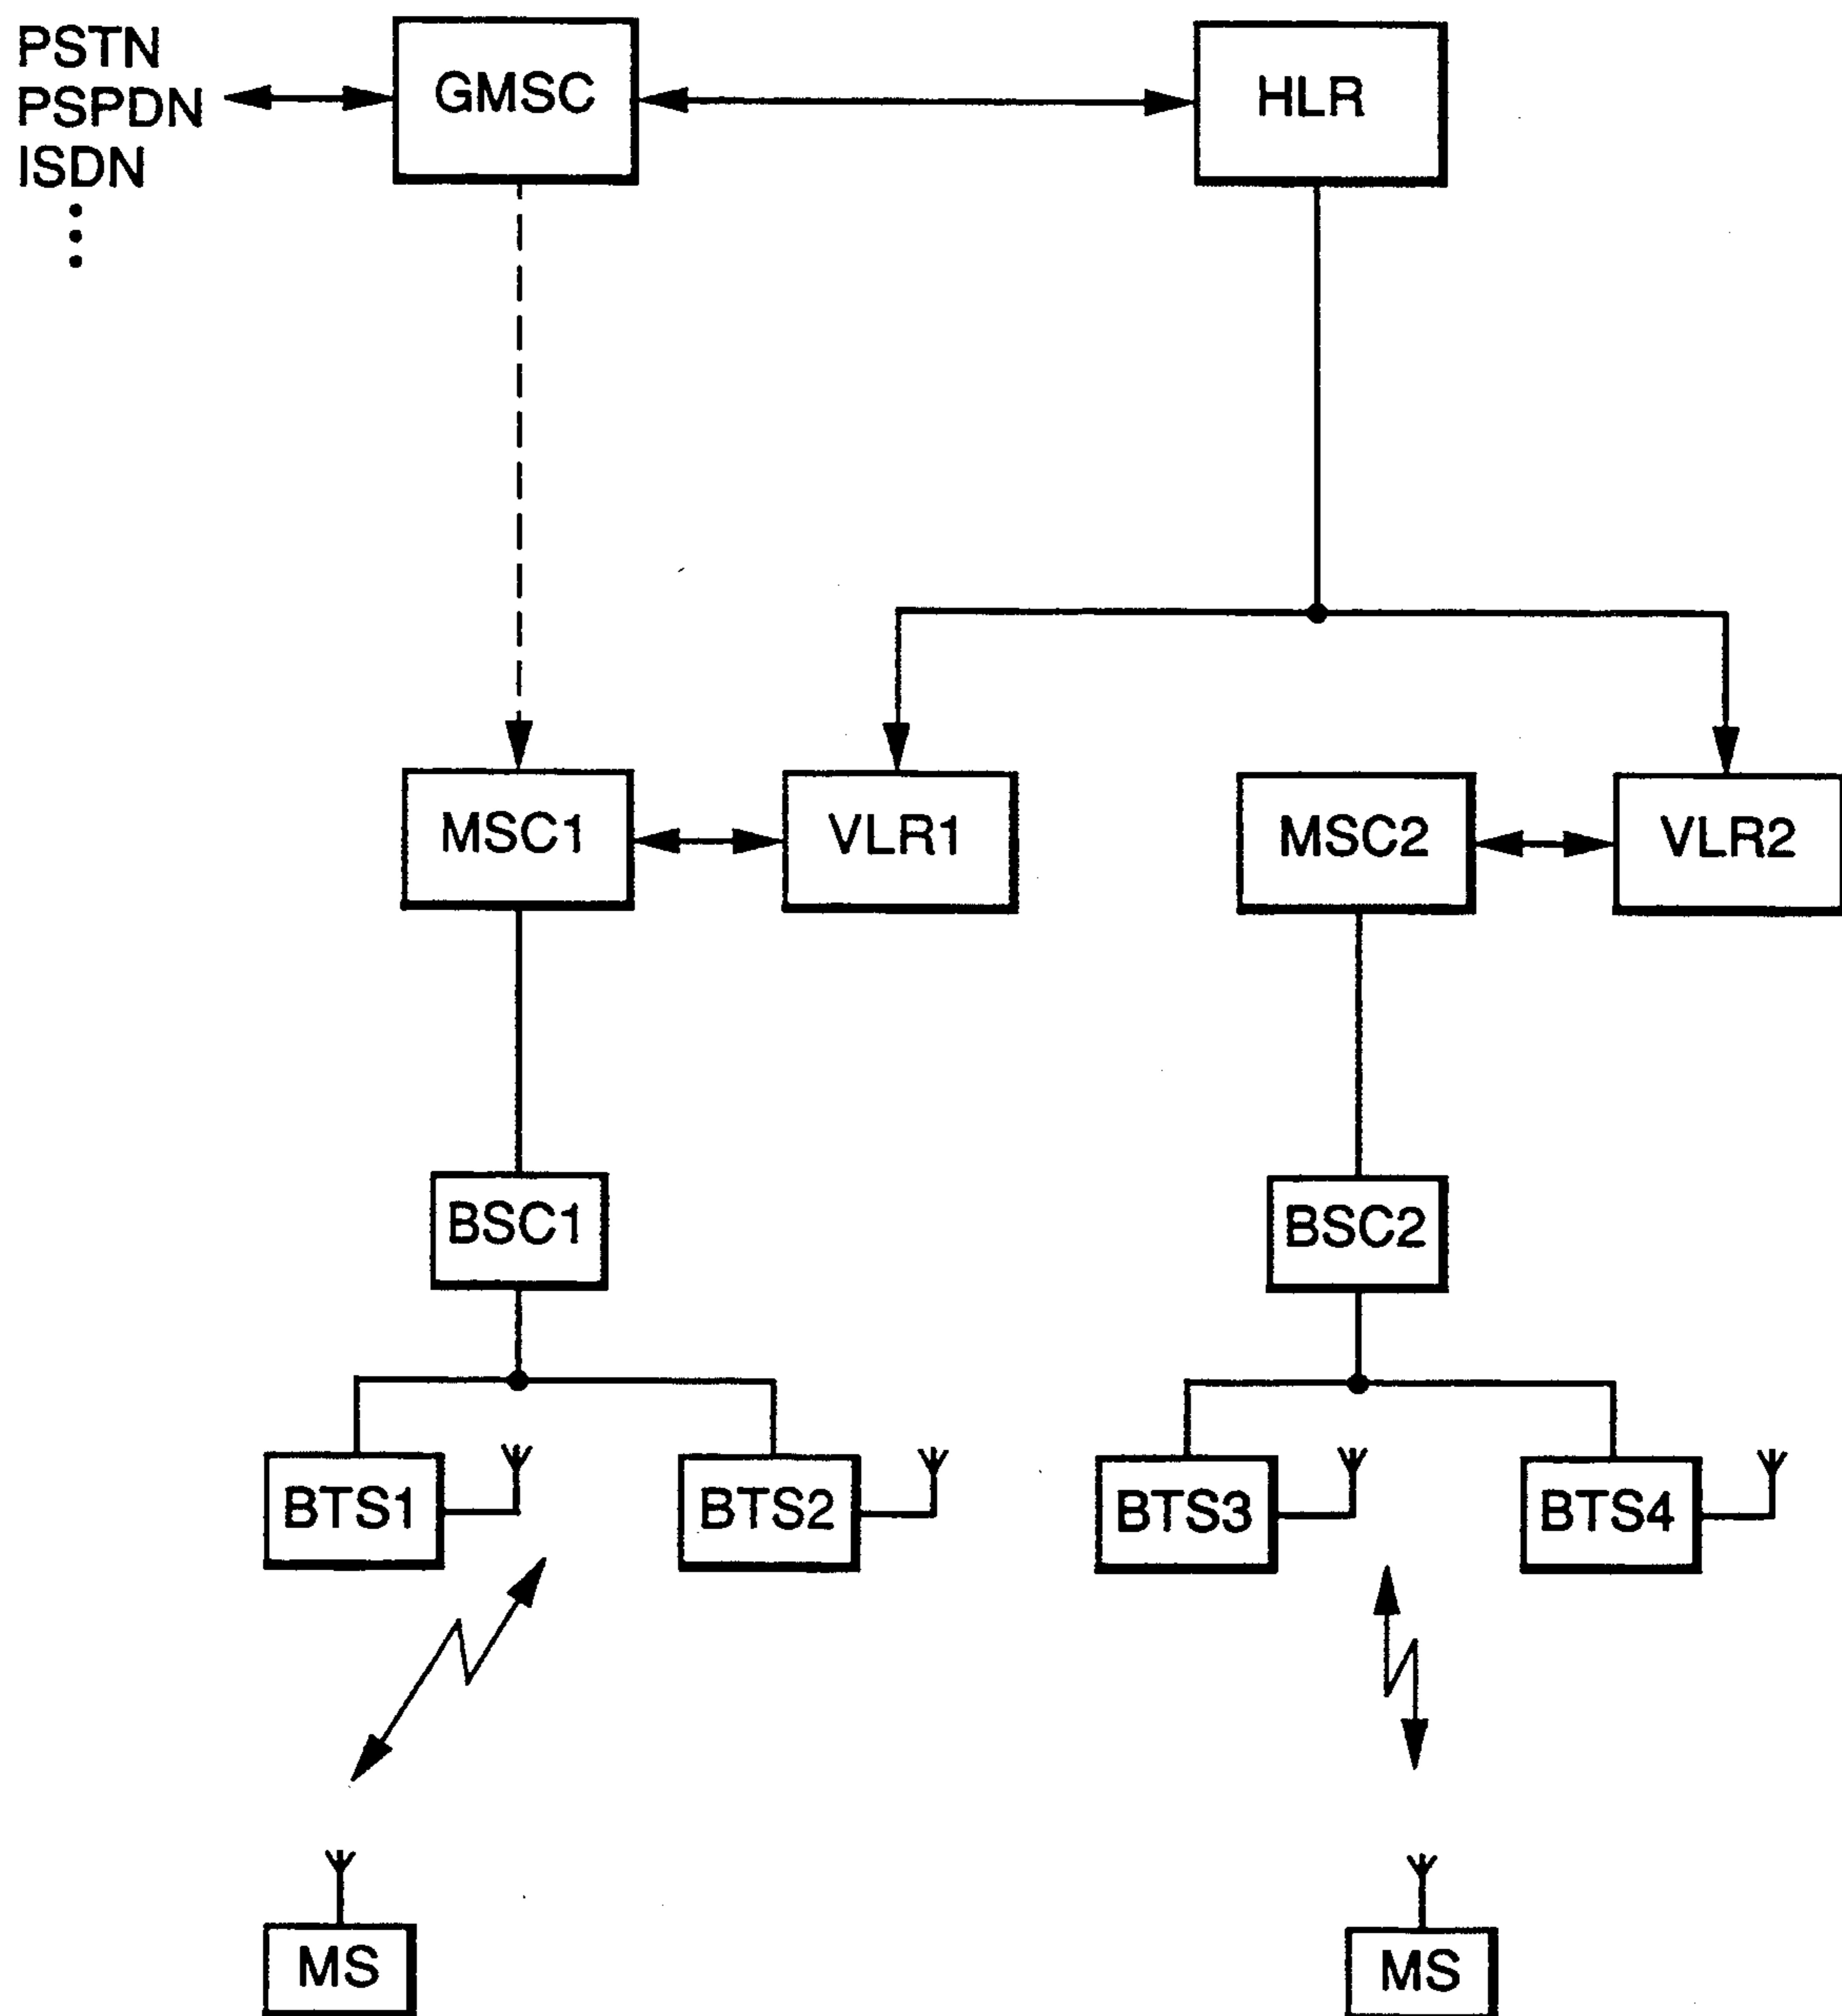 PSTN
PSPDN
ISDN
GMSC
HLR
MSC1
VLR1
MSC2
VLR2
BSC1
BSC2
BTS1
BTS2
BTS3
BTS4
MS
MS